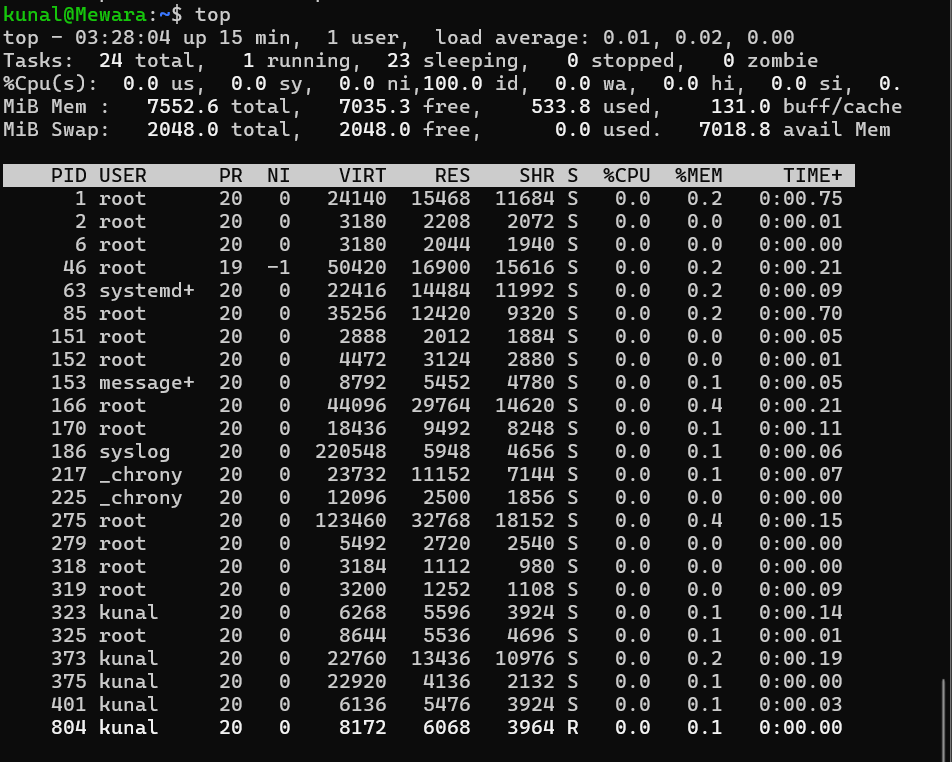 kunal@Mewara:~$ top
top - 03:28:04 up 15 min,  1 user,  load average: 0.01, 0.02, 0.00
Tasks:  24 total,   1 running,  23 sleeping,   0 stopped,   0 zombie
%Cpu(s):  0.0 us,  0.0 sy,  0.0 ni,100.0 id,  0.0 wa,  0.0 hi,  0.0 si,  0.
MiB Mem :   7552.6 total,   7035.3 free,    533.8 used,    131.0 buff/cache
MiB Swap:   2048.0 total,   2048.0 free,      0.0 used.   7018.8 avail Mem
    PID USER      PR  NI    VIRT    RES    SHR S  %CPU  %MEM     TIME+
      1 root      20   0   24140  15468  11684 S   0.0   0.2   0:00.75
      2 root      20   0    3180   2208   2072 S   0.0   0.0   0:00.01
      6 root      20   0    3180   2044   1940 S   0.0   0.0   0:00.00
     46 root      19  -1   50420  16900  15616 S   0.0   0.2   0:00.21
     63 systemd+  20   0   22416  14484  11992 S   0.0   0.2   0:00.09
     85 root      20   0   35256  12420   9320 S   0.0   0.2   0:00.70
    151 root      20   0    2888   2012   1884 S   0.0   0.0   0:00.05
    152 root      20   0    4472   3124   2880 S   0.0   0.0   0:00.01
    153 message+  20   0    8792   5452   4780 S   0.0   0.1   0:00.05
    166 root      20   0   44096  29764  14620 S   0.0   0.4   0:00.21
    170 root      20   0   18436   9492   8248 S   0.0   0.1   0:00.11
    186 syslog    20   0  220548   5948   4656 S   0.0   0.1   0:00.06
    217 _chrony   20   0   23732  11152   7144 S   0.0   0.1   0:00.07
    225 _chrony   20   0   12096   2500   1856 S   0.0   0.0   0:00.00
    275 root      20   0  123460  32768  18152 S   0.0   0.4   0:00.15
    279 root      20   0    5492   2720   2540 S   0.0   0.0   0:00.00
    318 root      20   0    3184   1112    980 S   0.0   0.0   0:00.00
    319 root      20   0    3200   1252   1108 S   0.0   0.0   0:00.09
    323 kunal     20   0    6268   5596   3924 S   0.0   0.1   0:00.14
    325 root      20   0    8644   5536   4696 S   0.0   0.1   0:00.01
    373 kunal     20   0   22760  13436  10976 S   0.0   0.2   0:00.19
    375 kunal     20   0   22920   4136   2132 S   0.0   0.1   0:00.00
    401 kunal     20   0    6136   5476   3924 S   0.0   0.1   0:00.03
    804 kunal     20   0    8172   6068   3964 R   0.0   0.1   0:00.00